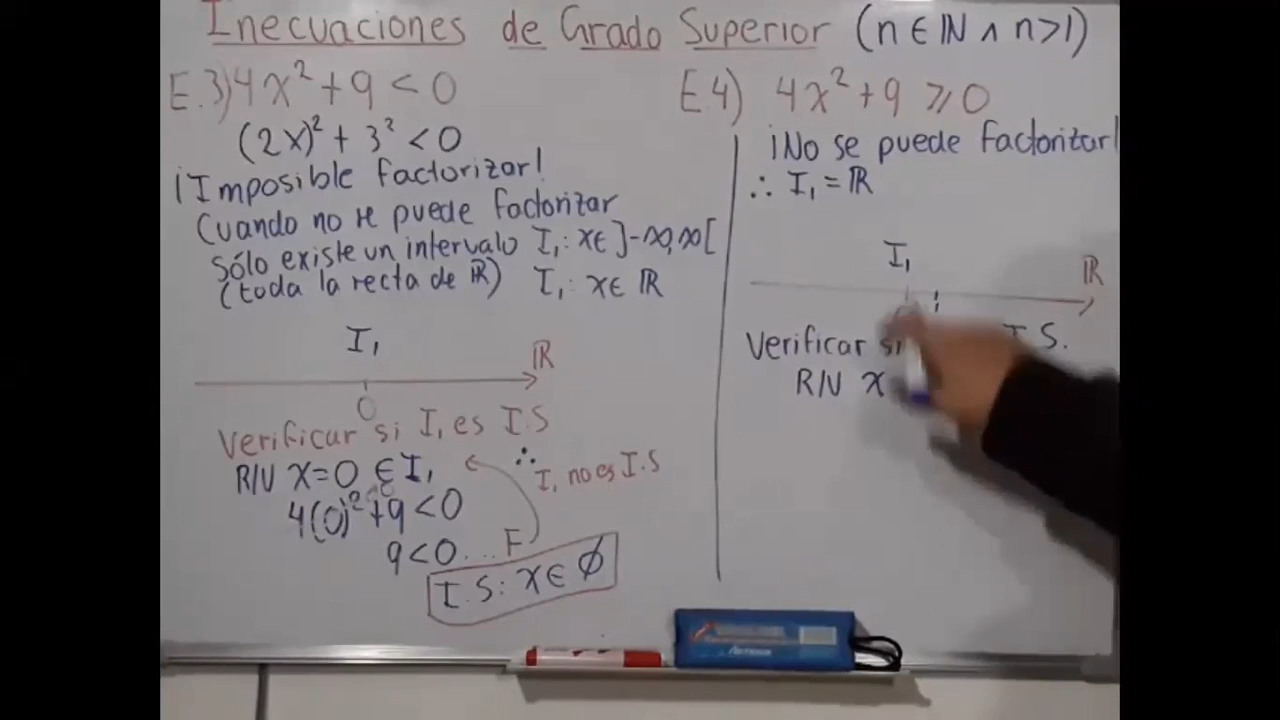 Inecuaciones de Grado Superior (n ∈ ℕ ∧ n>1)
E.3) 4x² + 9 < 0
(2x)² + 3² < 0
¡Imposible factorizar!
Cuando no se puede factorizar
sólo existe un intervalo I₁: x∈ ]-∞,∞[
(toda la recta de ℝ) I₁: x∈ ℝ
I₁
ℝ
0
Verificar si I₁ es I.S
R/V x=0 ∈ I₁
∴ I₁ no es I.S
4(0)² + 9 < 0
9 < 0 ... F
I.S: x∈ ∅
E.4) 4x² + 9 ⩾ 0
¡No se puede factorizar!
∴ I₁ = ℝ
I₁
ℝ
Verificar si I.S.
R/V x